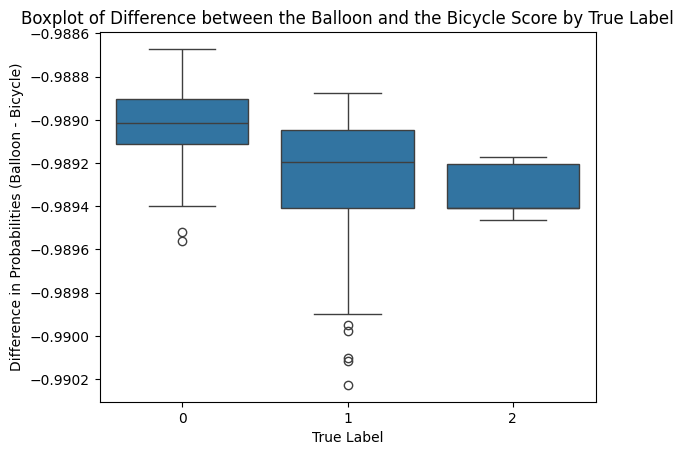 Boxplot of Difference between the Balloon and the Bicycle Score by True Label
Difference in Probabilities (Balloon - Bicycle)
−0.9886
−0.9888
−0.9890
−0.9892
−0.9894
−0.9896
−0.9898
−0.9900
−0.9902
0 1 2
True Label